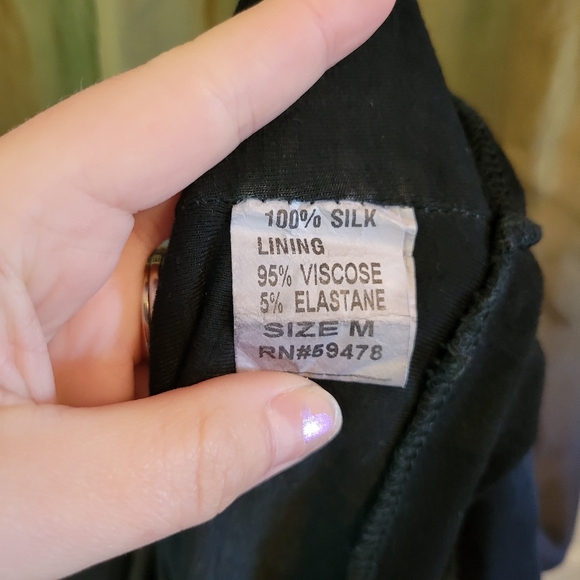 100% SILK
LINING
95% VISCOSE
5% ELASTANE
SIZE M
RN#59478